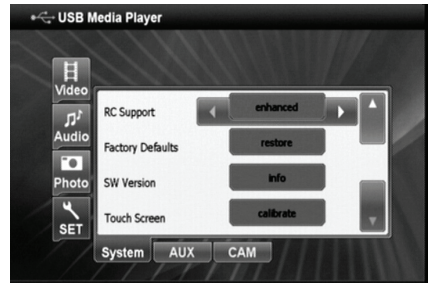 USB Media Player
Video
Audio
Photo
SET
RC Support enhanced
Factory Defaults restore
SW Version info
Touch Screen calibrate
System AUX CAM